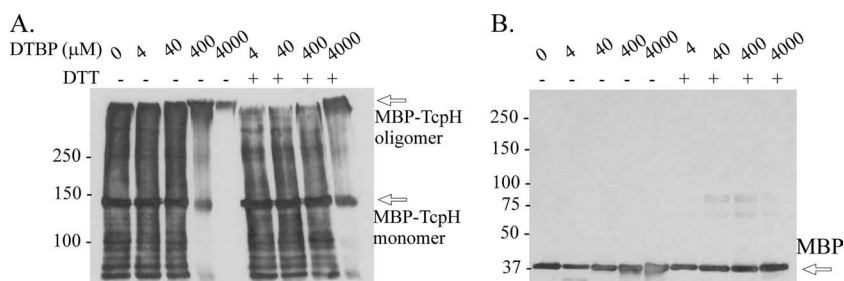 A.
DTBP (μM) 0 4 40 400 4000 4 40 400 4000
DTT - - - - - + + + +
MBP-TcpH
oligomer
250 -
150 -
MBP-TcpH
monomer
100 -
B.
0 4 40 400 4000 4 40 400 4000
- - - - - + + + +
250 -
150 -
100 -
75 -
50 -
MBP
37 -